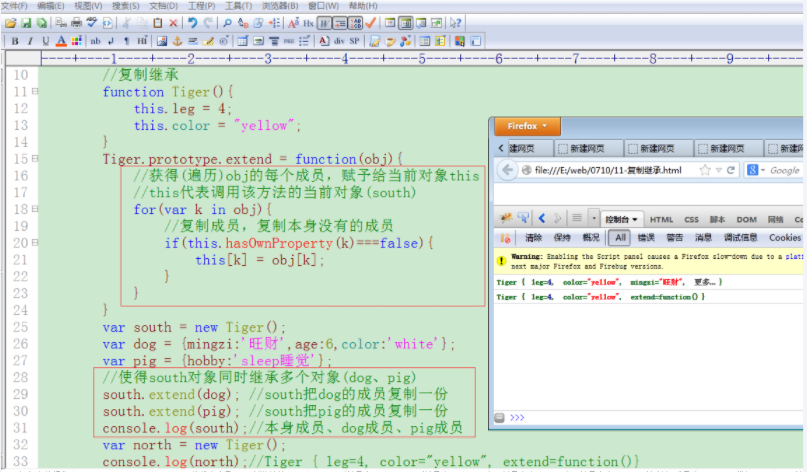 文件(F) 编辑(E) 视图(V) 搜索(S) 文档(D) 工程(P) 工具(T) 浏览器(B) 窗口(W) 帮助(H)
10 //复制继承
11 function Tiger(){
12 this.leg = 4;
13 this.color = "yellow";
14 }
15 Tiger.prototype.extend = function(obj){
16 //获得(遍历)obj的每个成员，赋予给当前对象this
17 //this代表调用该方法的当前对象(south)
18 for(var k in obj){
19 //复制成员，复制本身没有的成员
20 if(this.hasOwnProperty(k)===false){
21 this[k] = obj[k];
22 }
23 }
24 }
25 var south = new Tiger();
26 var dog = {mingzi:'旺财',age:6,color:'white'};
27 var pig = {hobby:'sleep睡觉'};
28 //使得south对象同时继承多个对象(dog、pig)
29 south.extend(dog); //south把dog的成员复制一份
30 south.extend(pig); //south把pig的成员复制一份
31 console.log(south);//本身成员、dog成员、pig成员
32 var north = new Tiger();
33 console.log(north);//Tiger { leg=4, color="yellow", extend=function()}
Firefox
建网页 新建网页 新建网页 新建网页 新建网
file:///E:/web/0710/11-复制继承.html Google
控制台 HTML CSS 脚本 DOM 网络 Co
清除 保持 概况 All 错误 警告 消息 调试信息 Cookies
Warning: Enabling the Script panel causes a Firefox slow-down due to a plat
next major Firefox and Firebug versions.
Tiger { leg=4, color="yellow", mingzi="旺财", 更多...}
Tiger { leg=4, color="yellow", extend=function()}
>>>